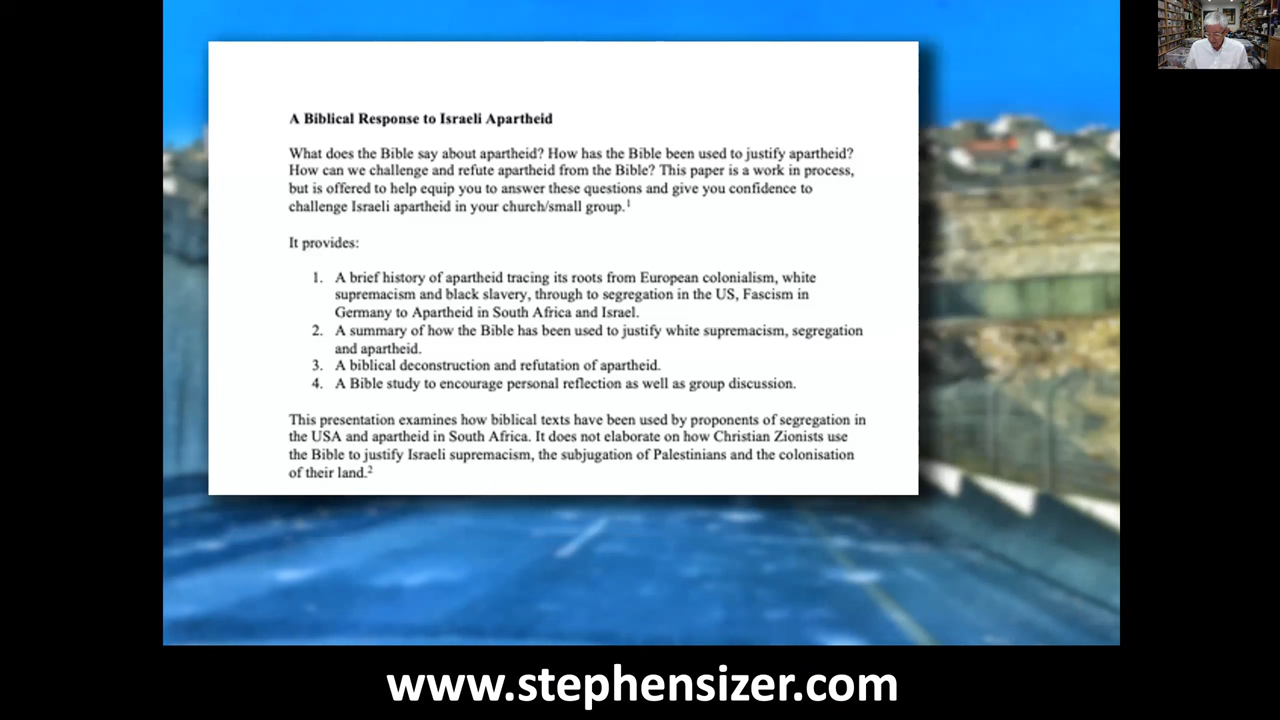 A Biblical Response to Israeli Apartheid
What does the Bible say about apartheid? How has the Bible been used to justify apartheid?
How can we challenge and refute apartheid from the Bible? This paper is a work in process,
but is offered to help equip you to answer these questions and give you confidence to
challenge Israeli apartheid in your church/small group.1
It provides:
1. A brief history of apartheid tracing its roots from European colonialism, white
supremacism and black slavery, through to segregation in the US, Fascism in
Germany to Apartheid in South Africa and Israel.
2. A summary of how the Bible has been used to justify white supremacism, segregation
and apartheid.
3. A biblical deconstruction and refutation of apartheid.
4. A Bible study to encourage personal reflection as well as group discussion.
This presentation examines how biblical texts have been used by proponents of segregation in
the USA and apartheid in South Africa. It does not elaborate on how Christian Zionists use
the Bible to justify Israeli supremacism, the subjugation of Palestinians and the colonisation
of their land.2
www.stephensizer.com